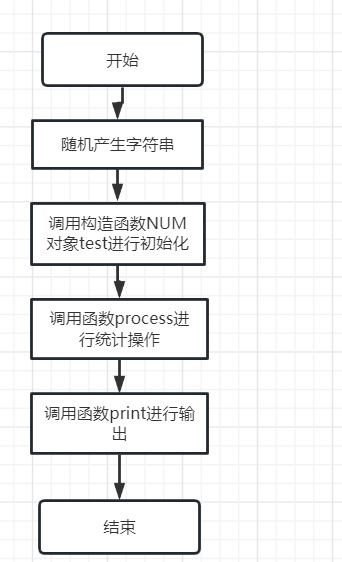 开始
随机产生字符串
调用构造函数NUM
对象test进行初始化
调用函数process进
行统计操作
调用函数print进行输
出
结束